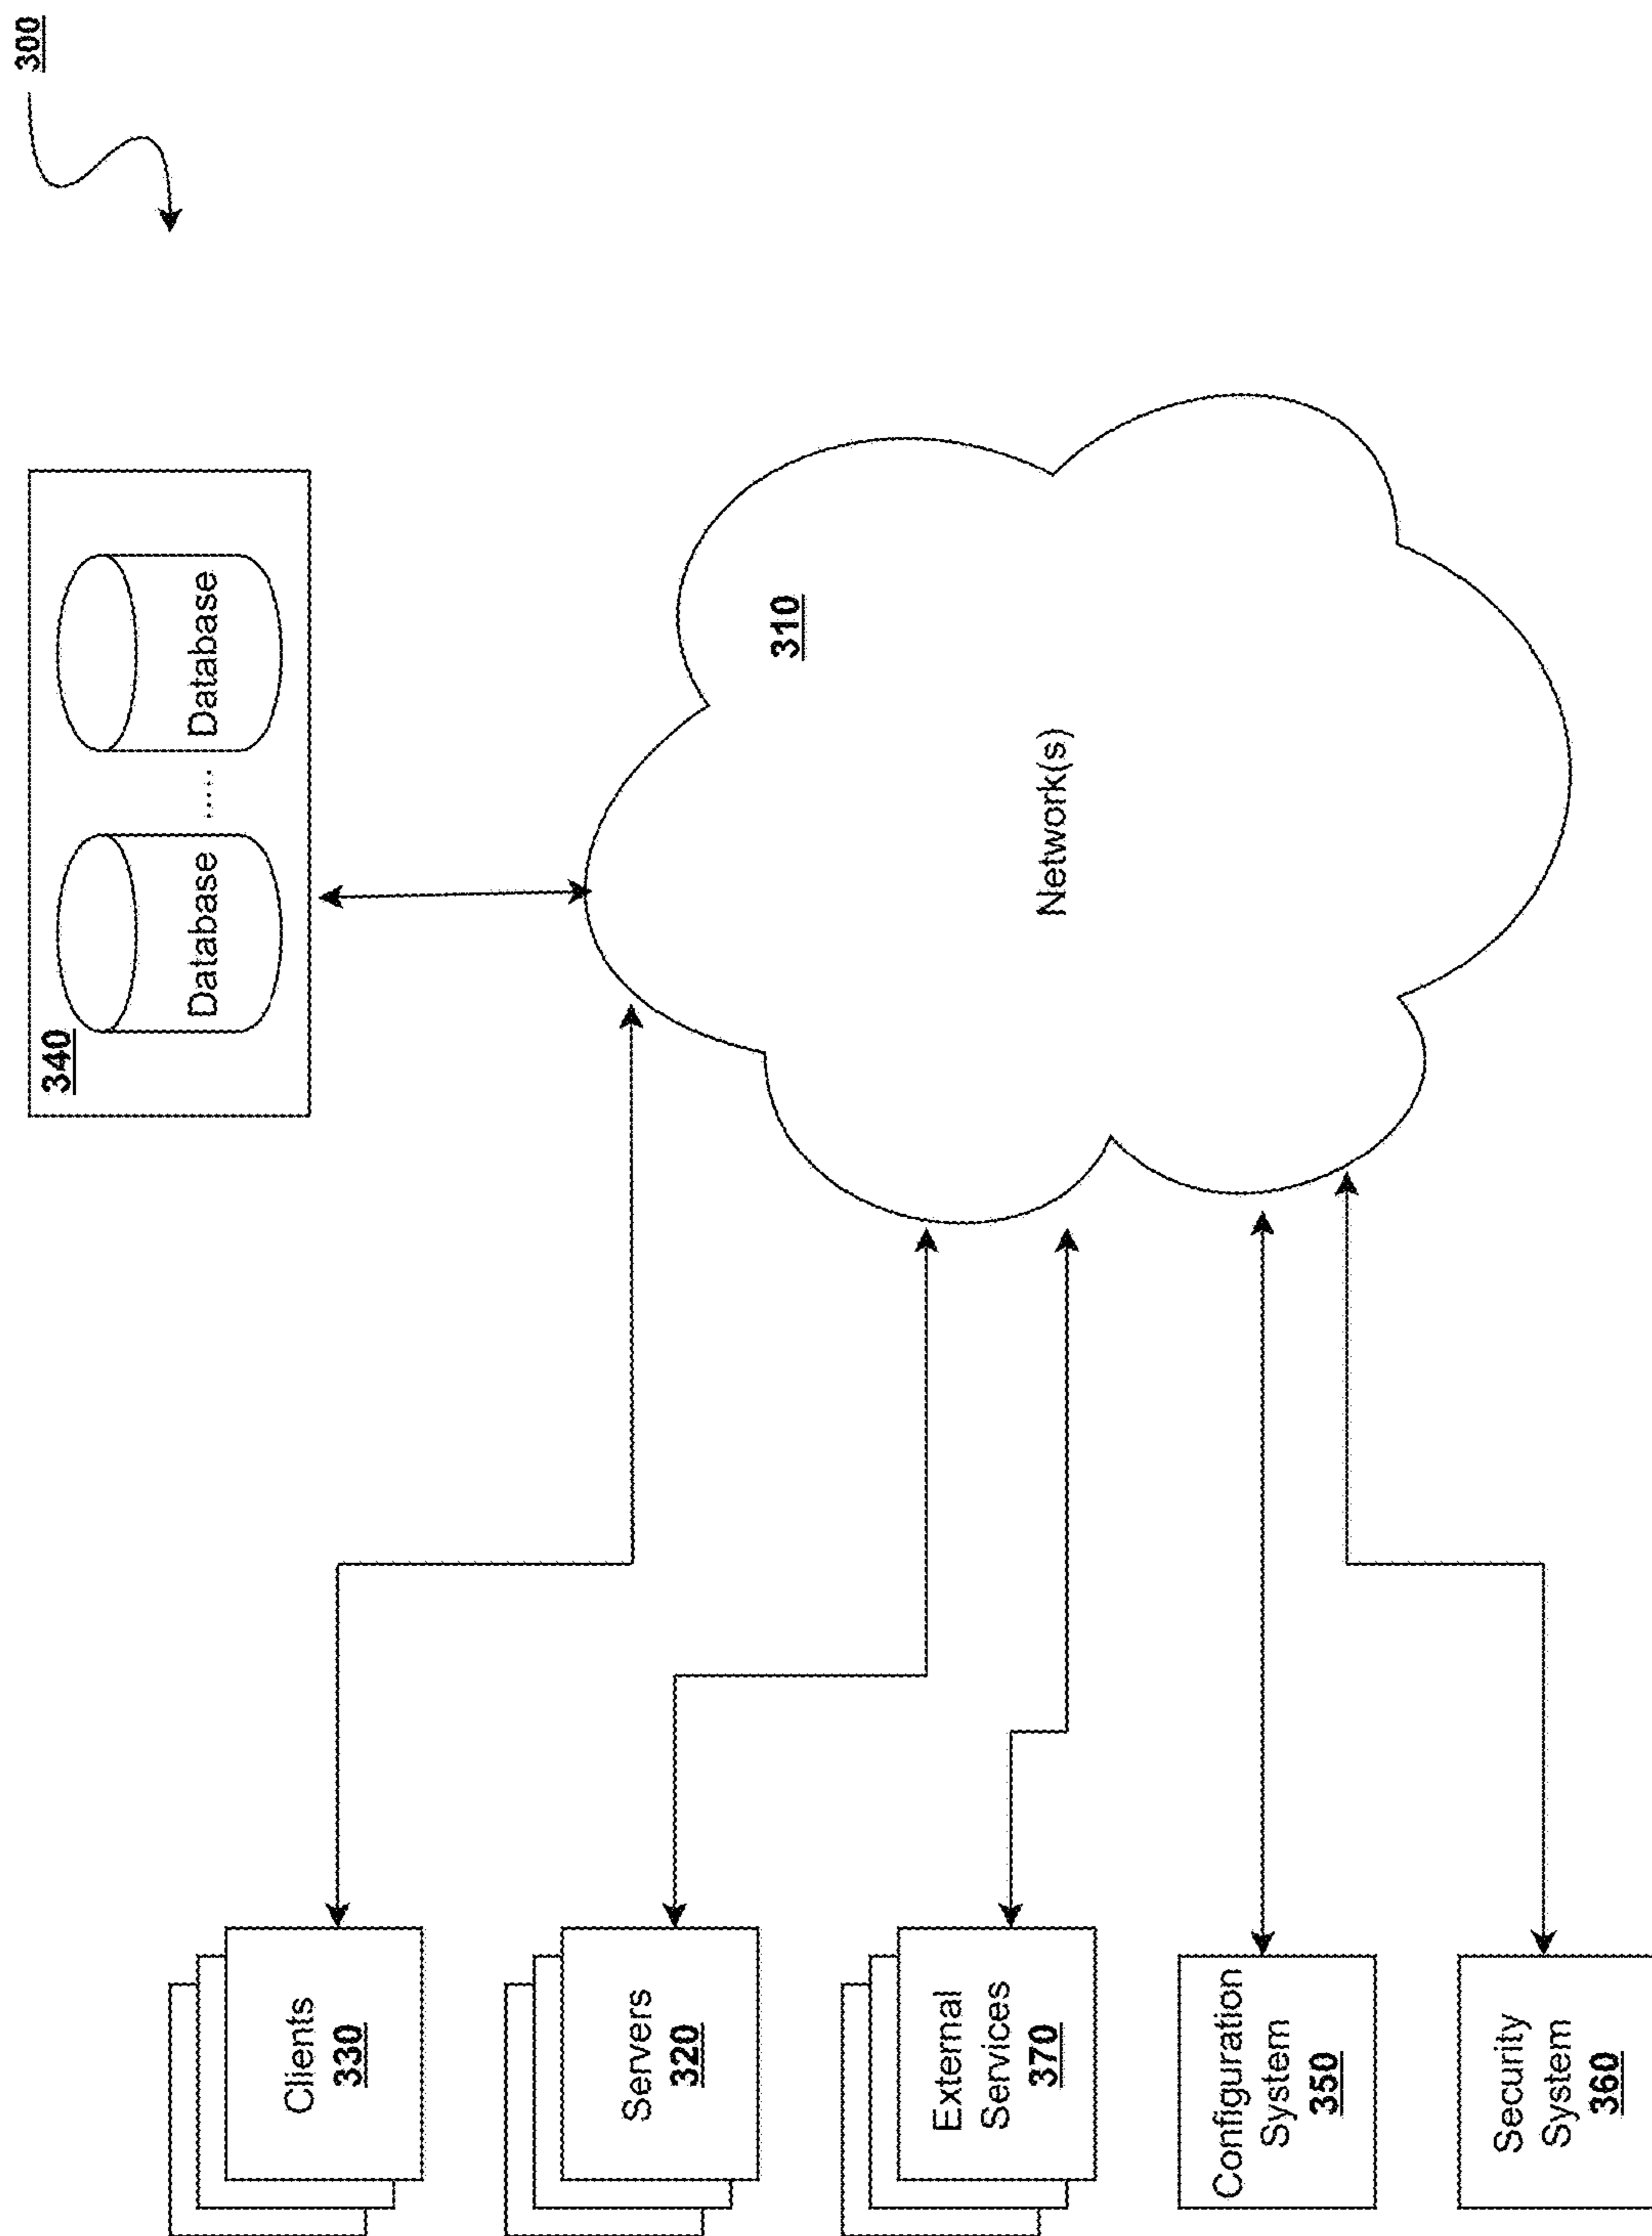 300
340
Database ..... Database
310
Network(s)
Clients
330
Servers
320
External
Services
370
Configuration
System
350
Security
System
360